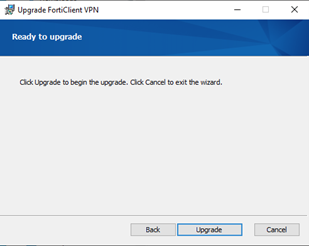 Upgrade FortiClient VPN
Ready to upgrade
Click Upgrade to begin the upgrade. Click Cancel to exit the wizard.
Back
Upgrade
Cancel